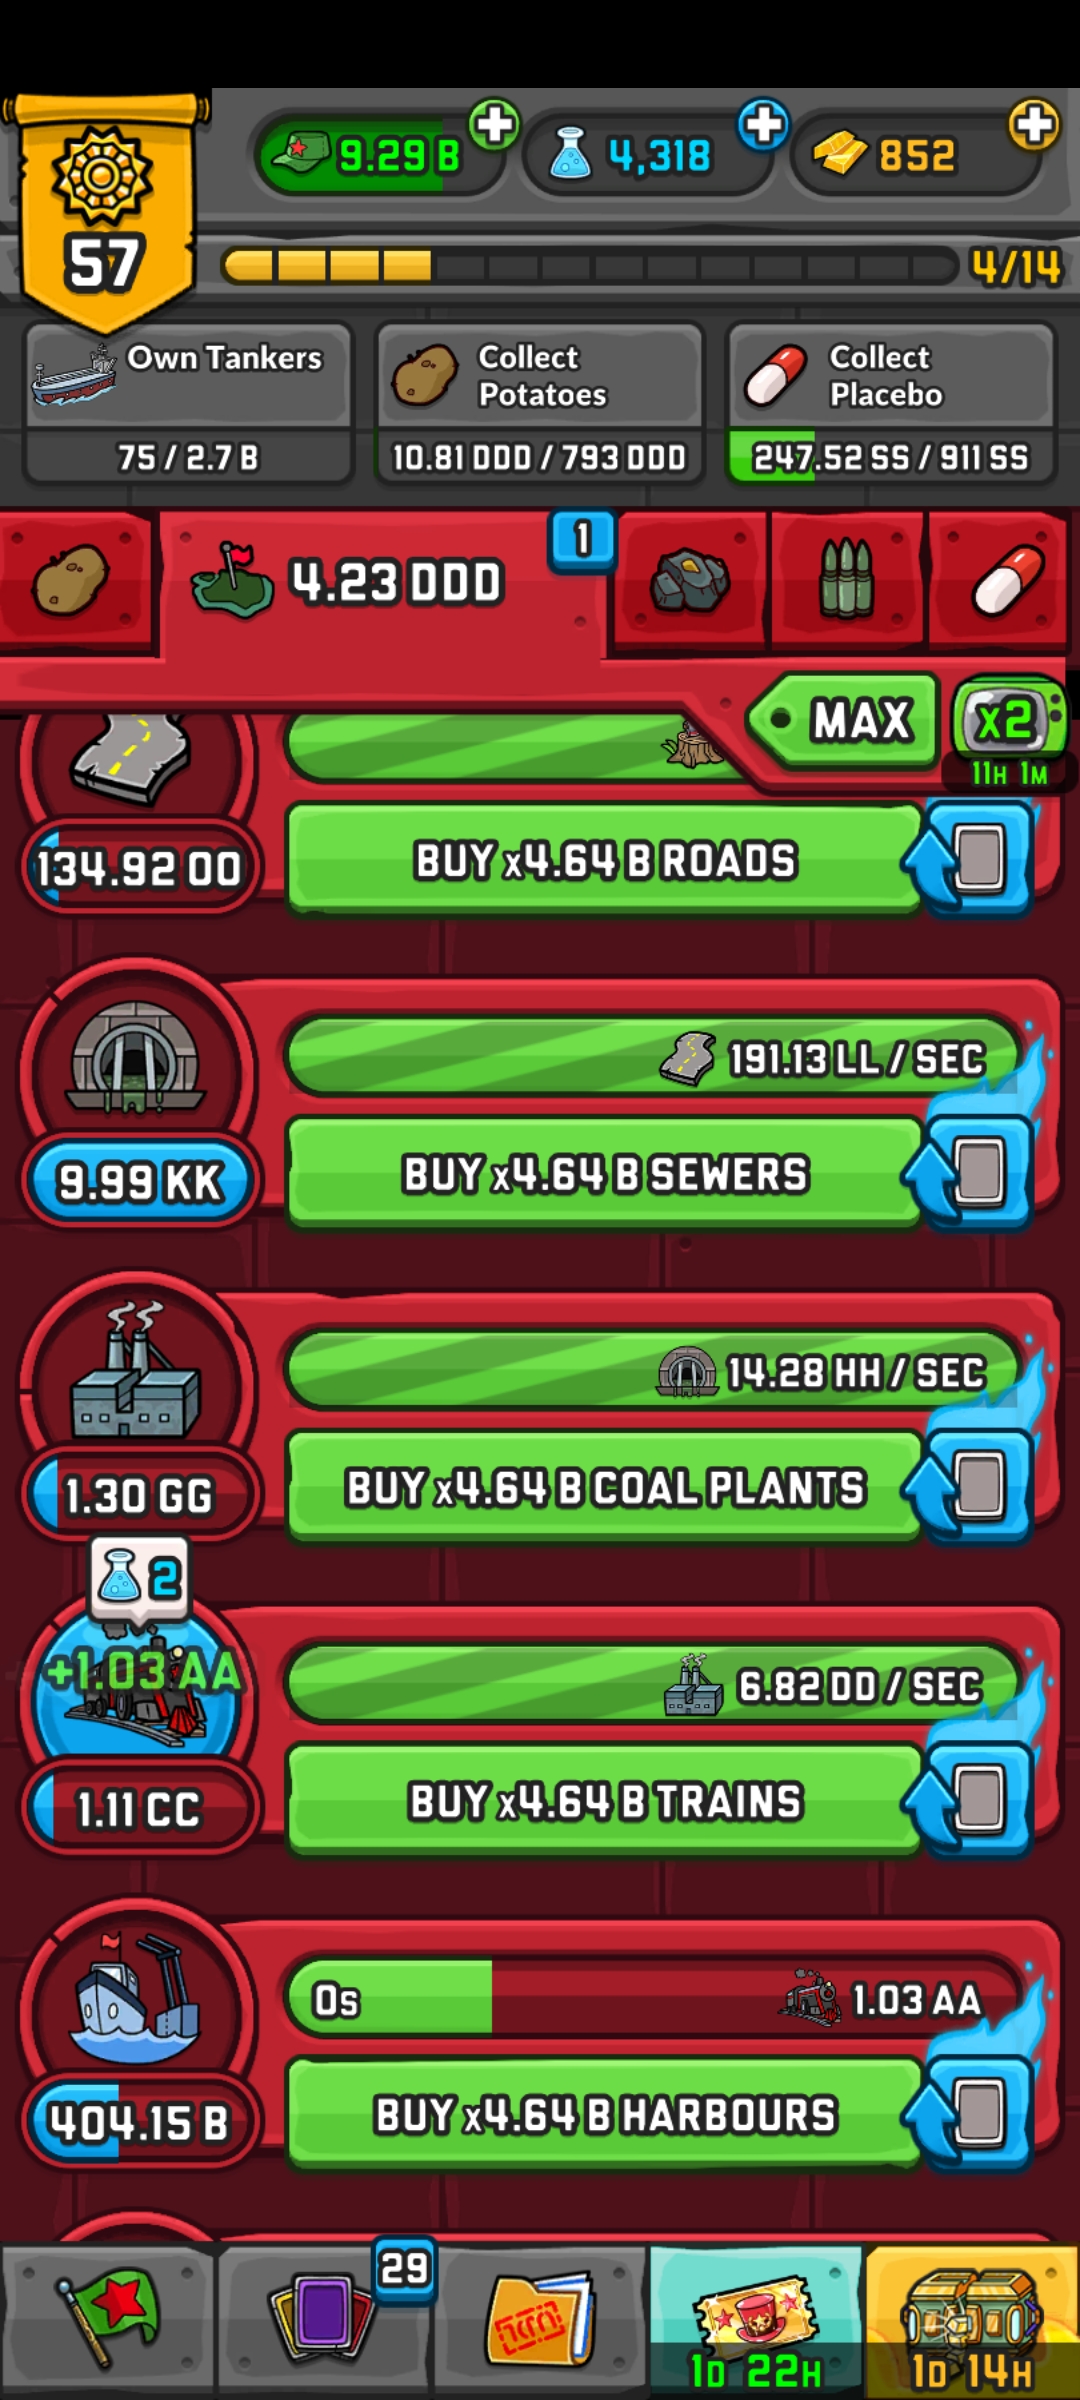 9.29 B
4,318
852
57
4/14
Own Tankers
75 / 2.7 B
Collect
Potatoes
10.81 DDD / 793 DDD
Collect
Placebo
247.52 SS / 911 SS
4.23 DDD
1
MAX
x2
11H 1M
134.92 OO
BUY x4.64 B ROADS
191.13 LL / SEC
9.99 KK
BUY x4.64 B SEWERS
14.28 HH / SEC
1.30 GG
BUY x4.64 B COAL PLANTS
2
+1.03 AA
6.82 DD / SEC
1.11 CC
BUY x4.64 B TRAINS
0s
1.03 AA
404.15 B
BUY x4.64 B HARBOURS
29
1D 22H
1D 14H